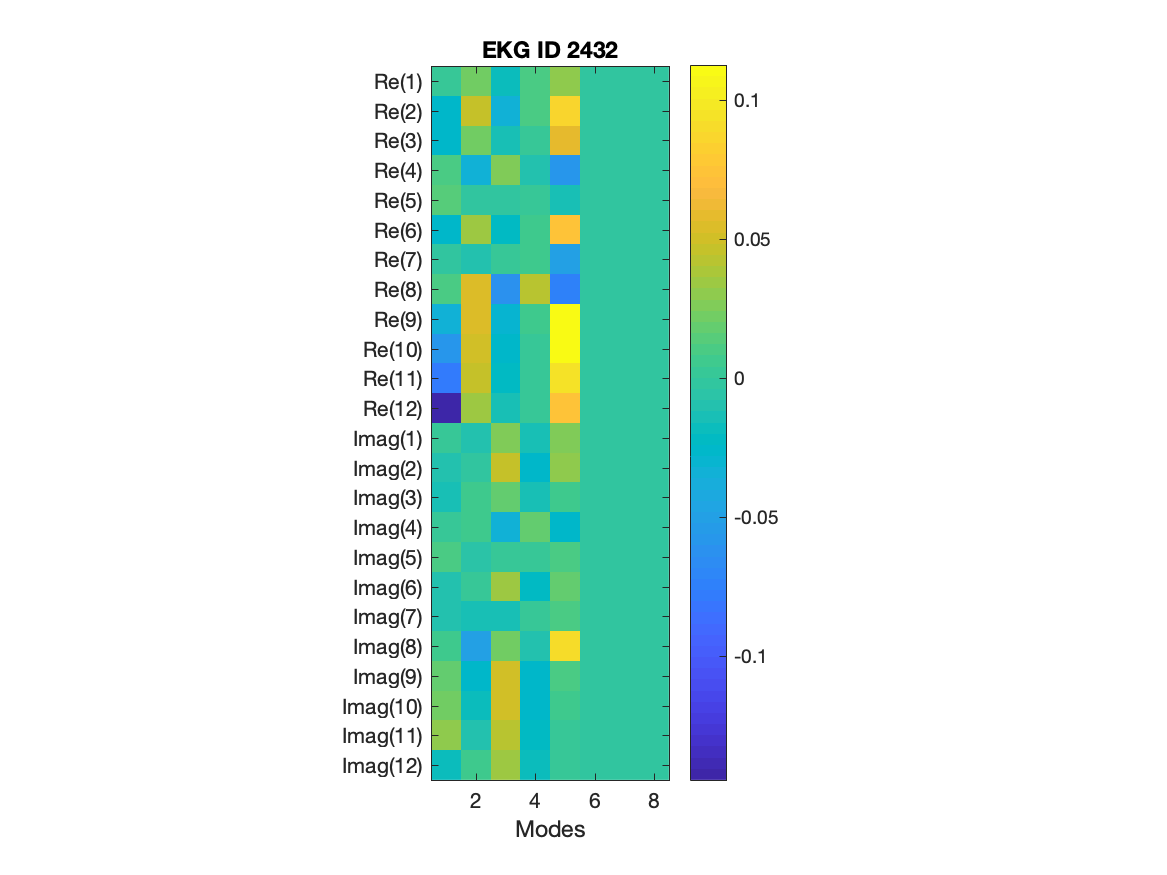 EKG ID 2432
Re(1)
Re(2)
Re(3)
Re(4)
Re(5)
Re(6)
Re(7)
Re(8)
Re(9)
Re(10)
Re(11)
Re(12)
Imag(1)
Imag(2)
Imag(3)
Imag(4)
Imag(5)
Imag(6)
Imag(7)
Imag(8)
Imag(9)
Imag(10)
Imag(11)
Imag(12)
2 4 6 8
Modes
0.1
0.05
0
-0.05
-0.1